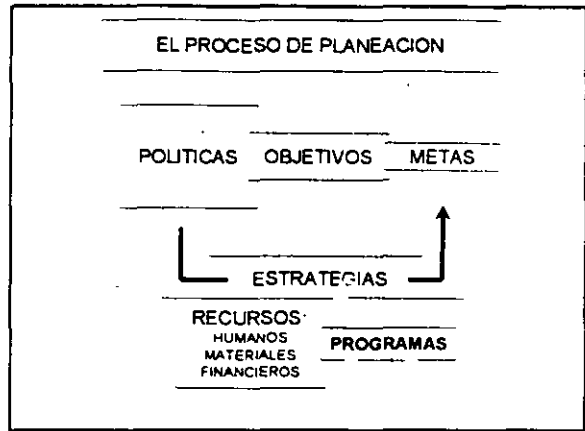 EL PROCESO DE PLANEACION
POLITICAS OBJETIVOS METAS
ESTRATEGIAS
RECURSOS
HUMANOS
MATERIALES
FINANCIEROS
PROGRAMAS